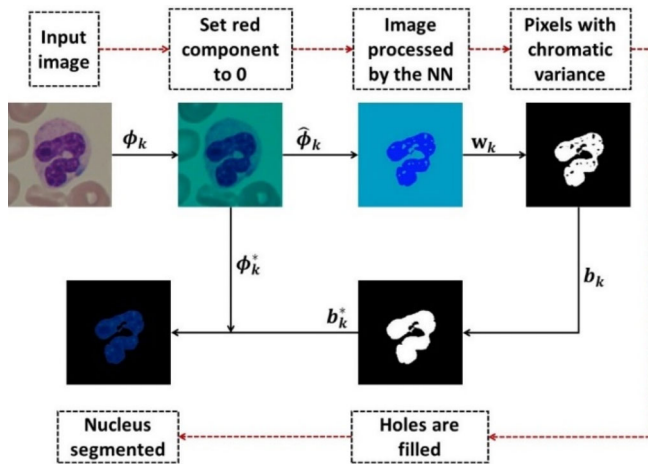 Input
image
Set red
component
to 0
Image
processed
by the NN
Pixels with
chromatic
variance
ϕₖ
ϕ̂ₖ
wₖ
ϕₖ*
bₖ
bₖ*
Nucleus
segmented
Holes are
filled